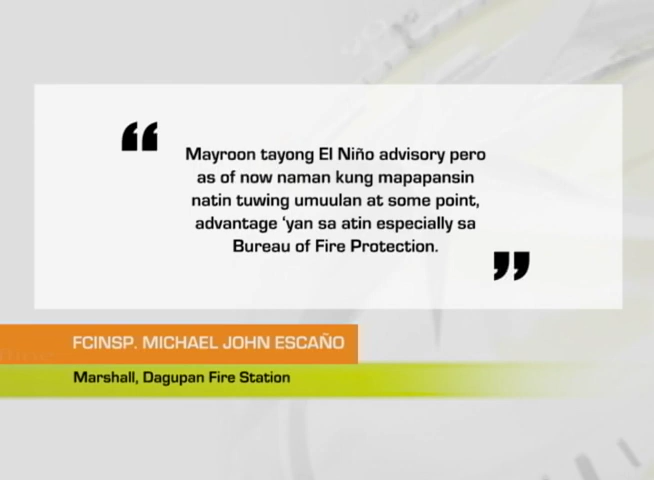 “
Mayroon tayong El Niño advisory pero
as of now naman kung mapapansin
natin tuwing umuulan at some point,
advantage ‘yan sa atin especially sa
Bureau of Fire Protection.
”
FCINSP. MICHAEL JOHN ESCAÑO
Marshall, Dagupan Fire Station